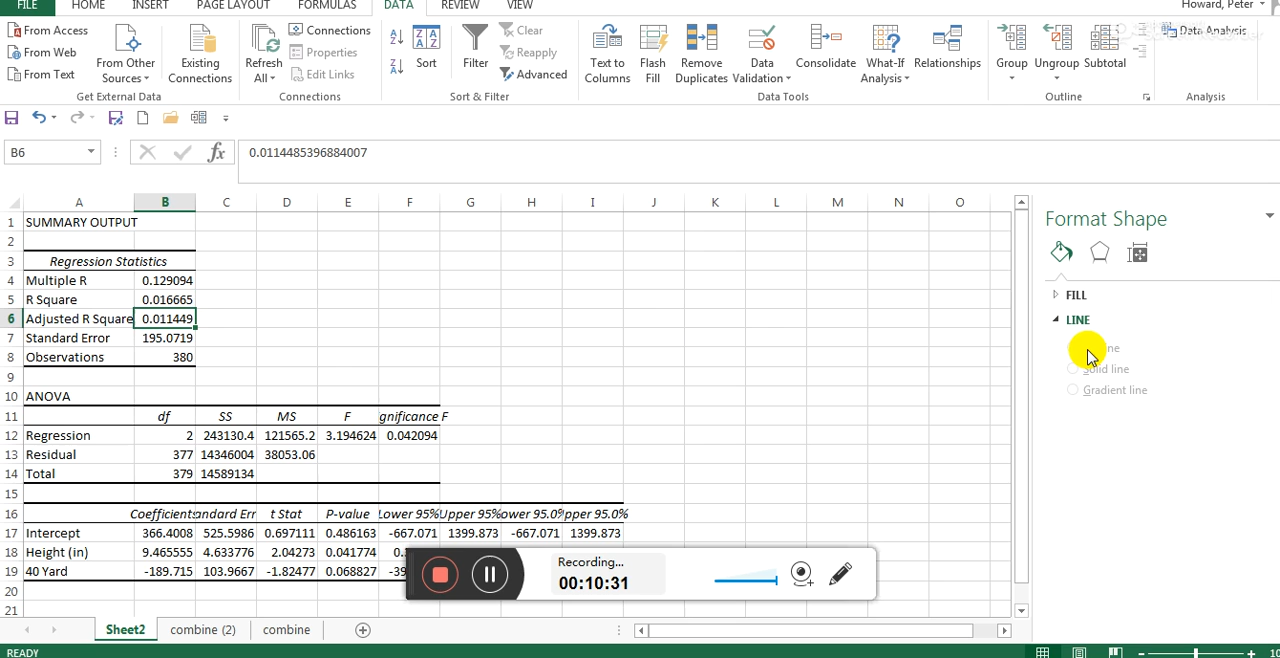 FILE HOME INSERT PAGE LAYOUT FORMULAS DATA REVIEW VIEW Howard, Peter
From Access
From Web
From Text
From Other Sources
Existing Connections
Refresh All
Connections
Properties
Edit Links
Sort
Filter
Clear
Reapply
Advanced
Text to Columns
Flash Fill
Remove Duplicates
Data Validation
Consolidate
What-If Analysis
Relationships
Group
Ungroup
Subtotal
Data Analysis
Get External Data Connections Sort & Filter Data Tools Outline Analysis
B6 fx 0.0114485396884007
A B C D E F G H I J K L M N O
1 SUMMARY OUTPUT
2
3 Regression Statistics
4 Multiple R 0.129094
5 R Square 0.016665
6 Adjusted R Square 0.011449
7 Standard Error 195.0719
8 Observations 380
9
10 ANOVA
11 df SS MS F gnificance F
12 Regression 2 243130.4 121565.2 3.194624 0.042094
13 Residual 377 14346004 38053.06
14 Total 379 14589134
15
16 Coefficients andard Err t Stat P-value Lower 95% Upper 95% ower 95.0% pper 95.0%
17 Intercept 366.4008 525.5986 0.697111 0.486163 -667.071 1399.873 -667.071 1399.873
18 Height (in) 9.465555 4.633776 2.04273 0.041774 0.
19 40 Yard -189.715 103.9667 -1.82477 0.068827 -39
20
21
Format Shape
FILL
LINE
ne
Solid line
Gradient line
Recording...
00:10:31
Sheet2 combine (2) combine
READY 10